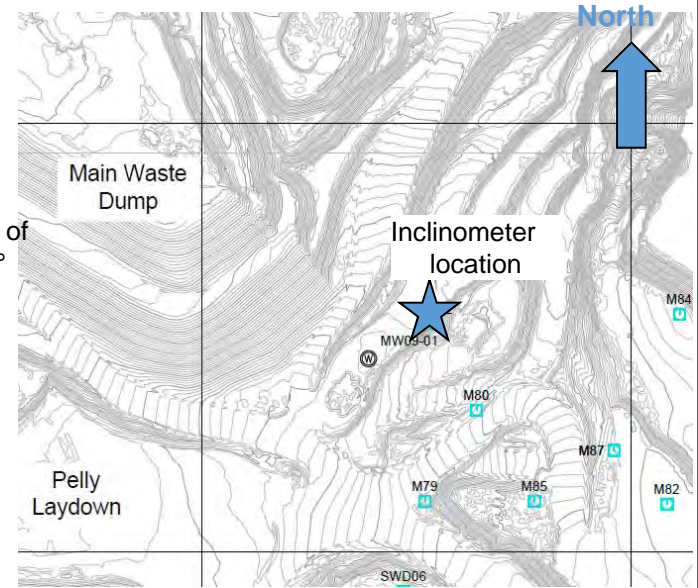 North
Main Waste
Dump
of
°
Inclinometer
location
M84
MW09-01
W
M80
M87
Pelly
Laydown
M79
M85
M82
SWD06